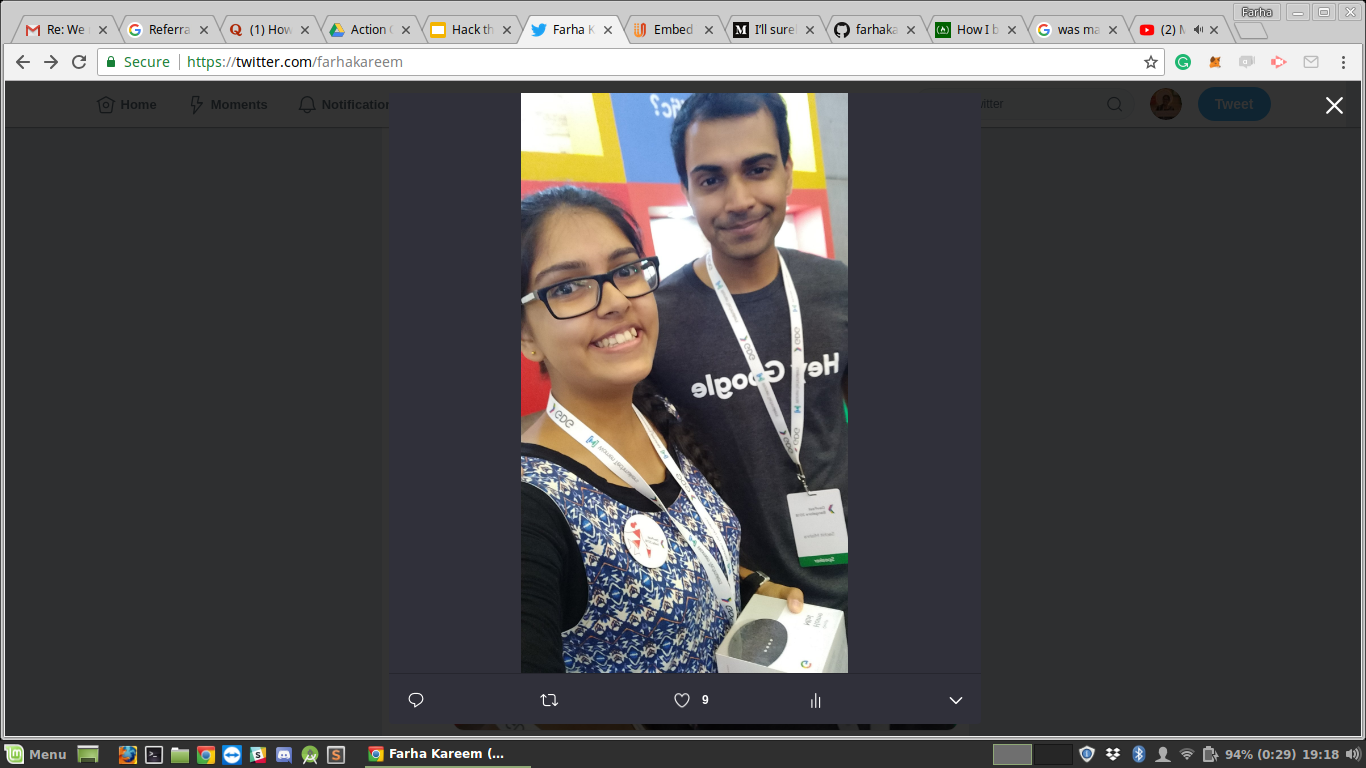 Farha
Re: We
Referra
(1) How
Action
Hack th
Farha K
Embed
I'll sure
farhaka
How I b
was ma
(2) M
Secure
https://twitter.com/farhakareem
Home
Moments
Notification
witter
Tweet
Hey Google
Speaker
9
Menu
Farha Kareem (...
94% (0:29)
19:18